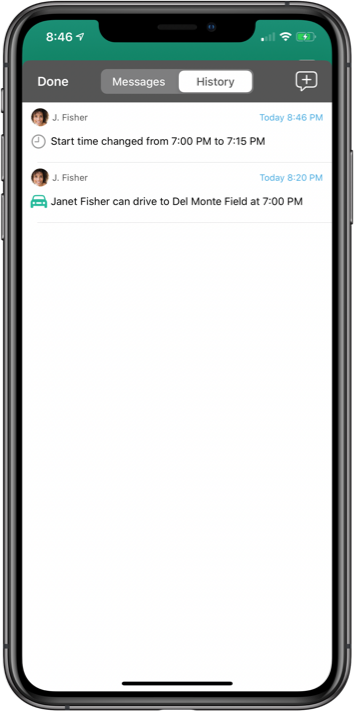 8:46
Done
Messages
History
J. Fisher
Today 8:46 PM
Start time changed from 7:00 PM to 7:15 PM
J. Fisher
Today 8:20 PM
Janet Fisher can drive to Del Monte Field at 7:00 PM